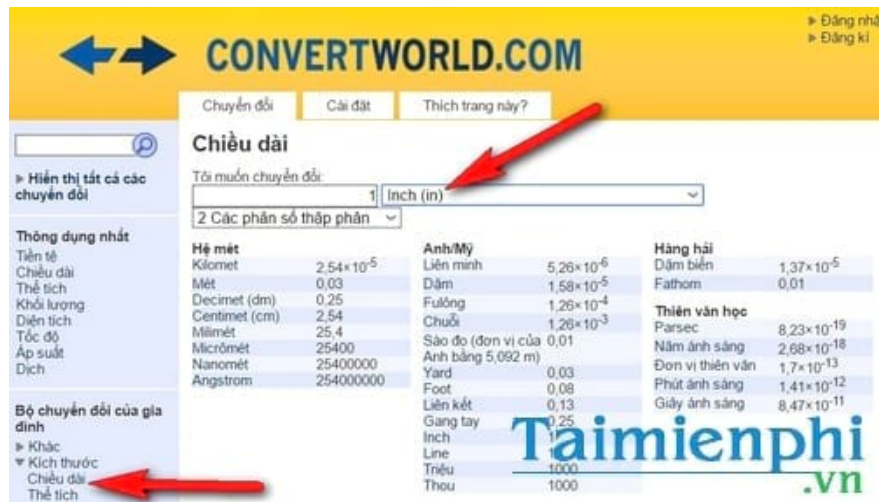 » Đăng nhậ
» Đăng kí
CONVERTWORLD.COM
Chuyển đổi Cài đặt Thích trang này?
» Hiển thị tất cả các
chuyển đổi
Thông dụng nhất
Tiền tệ
Chiều dài
Thể tích
Khối lượng
Diện tích
Tốc độ
Áp suất
Dịch
Bộ chuyển đổi của gia
đình
» Khác
Kích thước
Chiều dài
Thể tích
Chiều dài
Tôi muốn chuyển đổi:
1 Inch (in)
2 Các phân số thập phân
Hệ mét
Kilomet 2,54×10⁻⁵
Mét 0,03
Decimet (dm) 0,25
Centimet (cm) 2,54
Milimét 25,4
Micrômét 25400
Nanomét 25400000
Angstrom 254000000
Anh/Mỹ
Liên minh 5,26×10⁻⁶
Dặm 1,58×10⁻⁵
Fulông 1,26×10⁻⁴
Chuỗi 1,26×10⁻³
Sào đo (đơn vị của 0,01
Anh bằng 5,092 m)
Yard 0,03
Foot 0,08
Liên kết 0,13
Gang tay 0,25
Inch
Line
Triệu 1000
Thou 1000
Hàng hải
Dặm biển 1,37×10⁻⁵
Fathom 0,01
Thiên văn học
Parsec 8,23×10⁻¹⁹
Năm ánh sáng 2,68×10⁻¹⁸
Đơn vị thiên văn 1,7×10⁻¹³
Phút ánh sáng 1,41×10⁻¹²
Giây ánh sáng 8,47×10⁻¹¹
Taimienphi
.vn